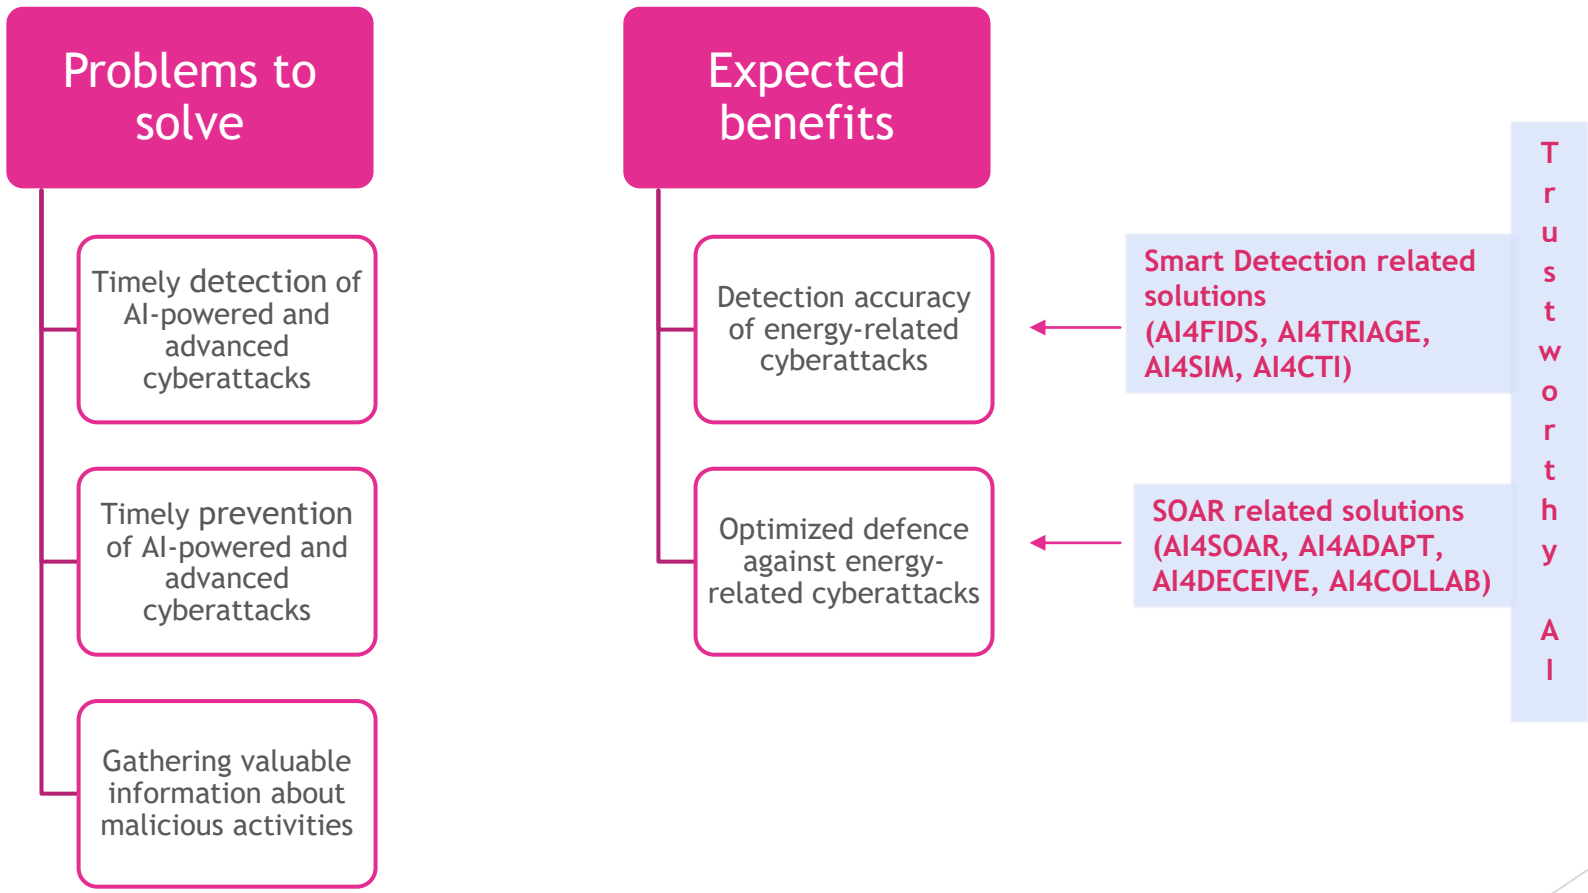 Problems to
solve
Timely detection of
AI-powered and
advanced
cyberattacks
Timely prevention
of AI-powered and
advanced
cyberattacks
Gathering valuable
information about
malicious activities
Expected
benefits
Detection accuracy
of energy-related
cyberattacks
Optimized defence
against energy-
related cyberattacks
Smart Detection related
solutions
(AI4FIDS, AI4TRIAGE,
AI4SIM, AI4CTI)
SOAR related solutions
(AI4SOAR, AI4ADAPT,
AI4DECEIVE, AI4COLLAB)
T
r
u
s
t
w
o
r
t
h
y
A
I